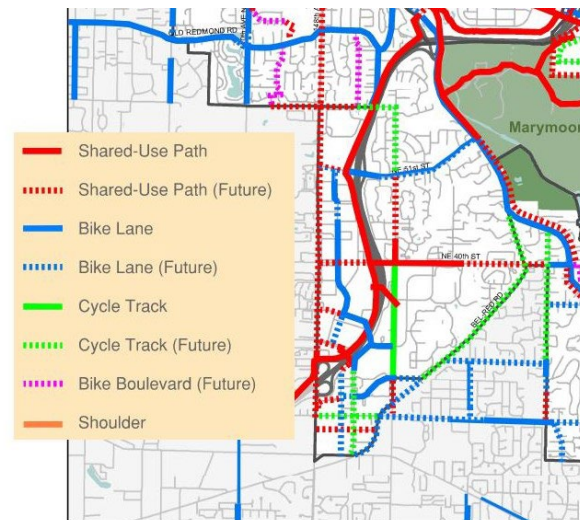 OLD REDMOND RD
148th A
Marymoor
Shared-Use Path
Shared-Use Path (Future)
NE 51st ST
Bike Lane
Bike Lane (Future)
NE 40th ST
Cycle Track
Cycle Track (Future)
BEL-RED RD
Bike Boulevard (Future)
Shoulder